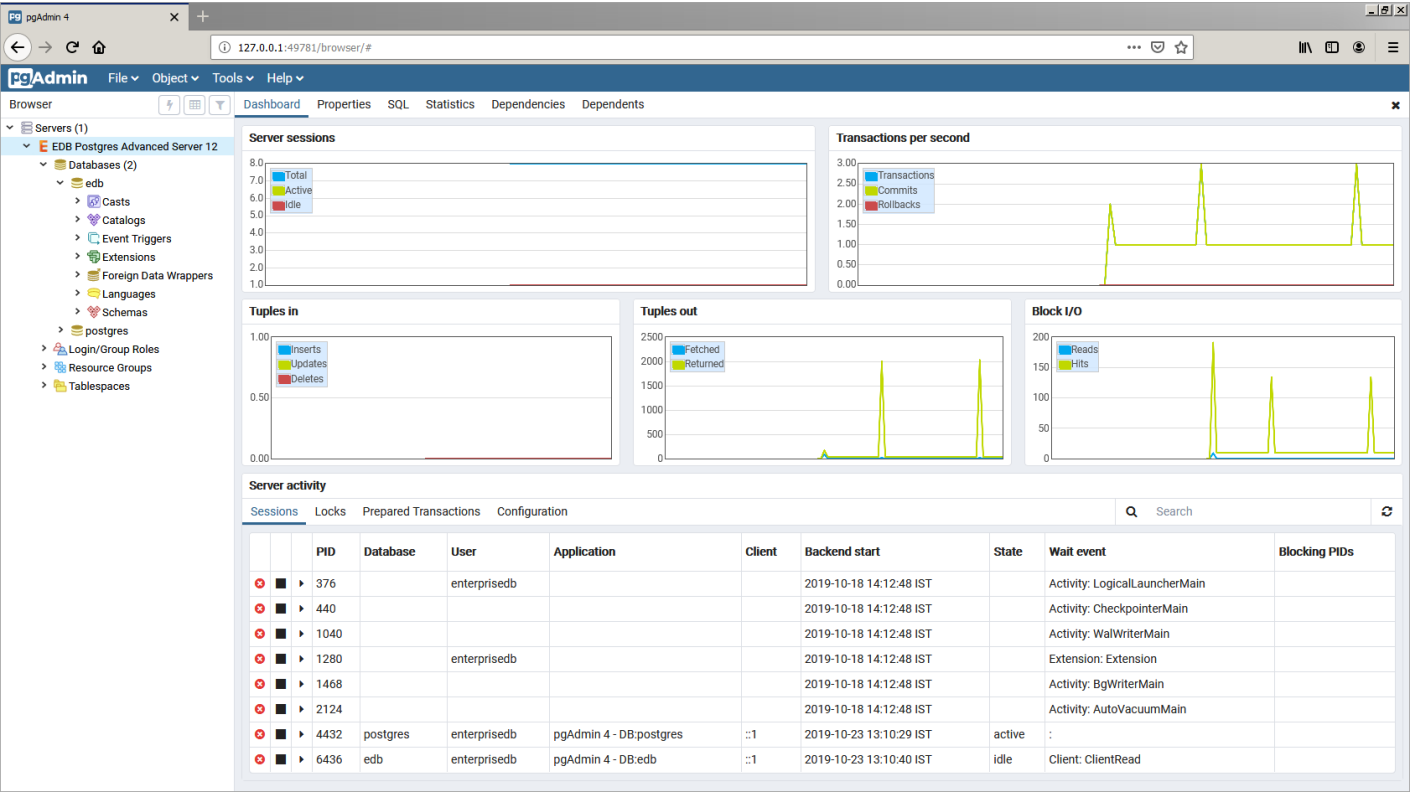 pgAdmin 4
127.0.0.1:49781/browser/#
pgAdmin File Object Tools Help
Browser
Dashboard Properties SQL Statistics Dependencies Dependents
Servers (1)
EDB Postgres Advanced Server 12
Databases (2)
edb
Casts
Catalogs
Event Triggers
Extensions
Foreign Data Wrappers
Languages
Schemas
postgres
Login/Group Roles
Resource Groups
Tablespaces
Server sessions
8.0
7.0
6.0
5.0
4.0
3.0
2.0
1.0
Total
Active
Idle
Transactions per second
3.00
2.50
2.00
1.50
1.00
0.50
0.00
Transactions
Commits
Rollbacks
Tuples in
1.00
0.50
0.00
Inserts
Updates
Deletes
Tuples out
2500
2000
1500
1000
500
0
Fetched
Returned
Block I/O
200
150
100
50
0
Reads
Hits
Server activity
Sessions Locks Prepared Transactions Configuration Search
PID Database User Application Client Backend start State Wait event Blocking PIDs
376 enterprisedb 2019-10-18 14:12:48 IST Activity: LogicalLauncherMain
440 2019-10-18 14:12:48 IST Activity: CheckpointerMain
1040 2019-10-18 14:12:48 IST Activity: WalWriterMain
1280 enterprisedb 2019-10-18 14:12:48 IST Extension: Extension
1468 2019-10-18 14:12:48 IST Activity: BgWriterMain
2124 2019-10-18 14:12:48 IST Activity: AutoVacuumMain
4432 postgres enterprisedb pgAdmin 4 - DB:postgres ::1 2019-10-23 13:10:29 IST active :
6436 edb enterprisedb pgAdmin 4 - DB:edb ::1 2019-10-23 13:10:40 IST idle Client: ClientRead